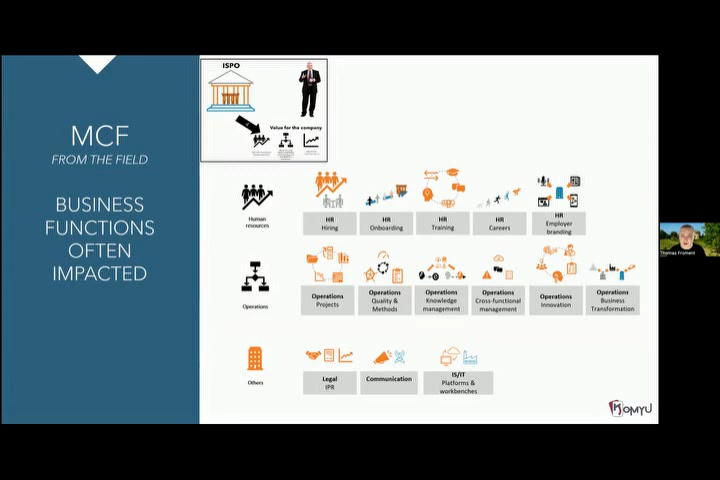 MCF
FROM THE FIELD
BUSINESS
FUNCTIONS
OFTEN
IMPACTED
ISPO
Value for the company
Human
resources
HR
Hiring
HR
Onboarding
HR
Training
HR
Careers
HR
Employer
branding
Operations
Operations
Projects
Operations
Quality &
Methods
Operations
Knowledge
management
Operations
Cross-functional
management
Operations
Innovation
Operations
Business
Transformation
Others
Legal
IPR
Communication
IS/IT
Platforms &
workbenches
KOMYU
Thomas Froment